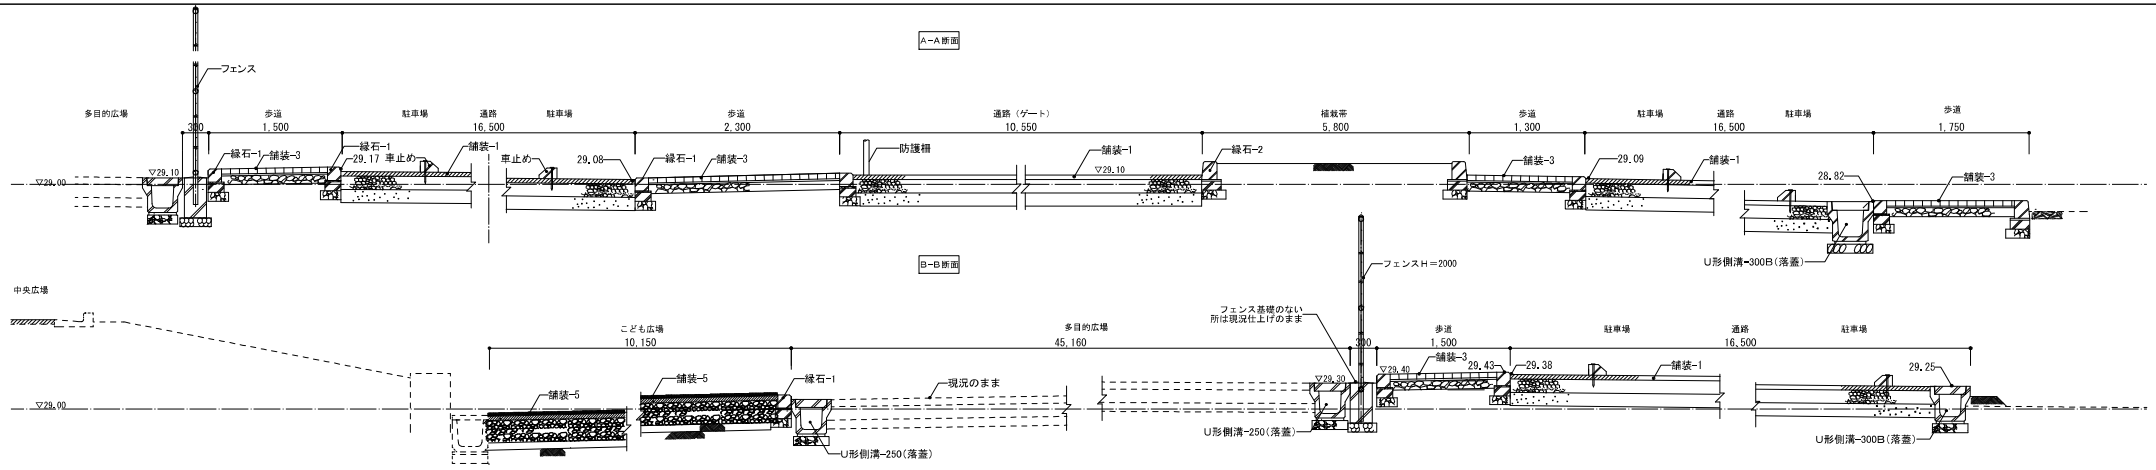 A-A断面
フェンス
多目的広場
歩道
駐車場
通路
駐車場
歩道
通路（ゲート）
植栽帯
歩道
駐車場
通路
駐車場
歩道
300
1,500
16,500
2,300
10,550
5,800
1,300
16,500
1,750
縁石-1
舗装-3
縁石-1
29.17
車止め
舗装-1
車止め
29.08
縁石-1
舗装-3
防護柵
舗装-1
縁石-2
舗装-3
29.09
舗装-1
28.82
舗装-3
▽29.10
▽29.10
▽29.00
U形側溝-300B(落蓋)
B-B断面
フェンスH=2000
中央広場
フェンス基礎のない
所は現況仕上げのまま
こども広場
多目的広場
歩道
駐車場
通路
駐車場
10,150
45,160
300
1,500
16,500
舗装-5
舗装-5
縁石-1
現況のまま
▽29.30
▽29.40
舗装-3
29.43
29.38
舗装-1
29.25
▽29.00
U形側溝-250(落蓋)
U形側溝-250(落蓋)
U形側溝-300B(落蓋)